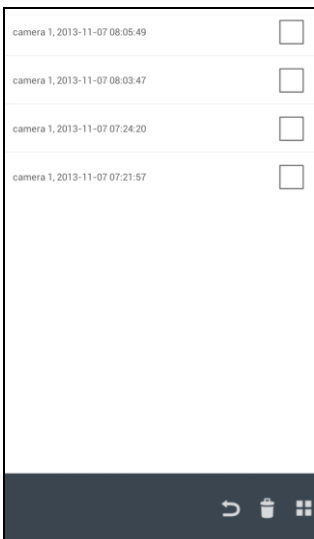 camera 1, 2013-11-07 08:05:49
camera 1, 2013-11-07 08:03:47
camera 1, 2013-11-07 07:24:20
camera 1, 2013-11-07 07:21:57